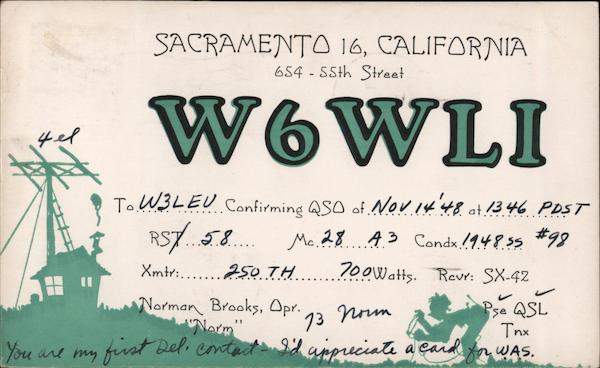 SACRAMENTO 16, CALIFORNIA
654 - 55th Street
W6WLI
4 el
To W3LEV Confirming QSO of NOV 14 '48 at 1346 PDST
RST 58 Mc 28 A3 Condx 1948 SS #98
Xmtr: 250 TH 700 Watts. Rcvr: SX-42
Norman Brooks, Opr. 73 Norm Pse QSL
"Norm" Tnx
You are my first Del. contact - I'd appreciate a card for WAS.